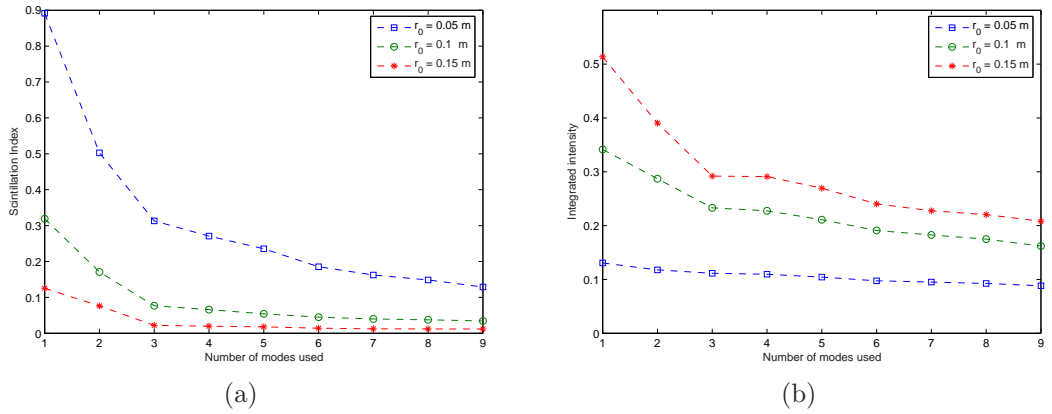 0.9
0.8
0.7
0.6
0.5
0.4
0.3
0.2
0.1
0
Scintillation Index
r0 = 0.05 m
r0 = 0.1 m
r0 = 0.15 m
1 2 3 4 5 6 7 8 9
Number of modes used
(a)
0.5
0.4
0.3
0.2
0.1
0
Integrated intensity
r0 = 0.05 m
r0 = 0.1 m
r0 = 0.15 m
1 2 3 4 5 6 7 8 9
Number of modes used
(b)